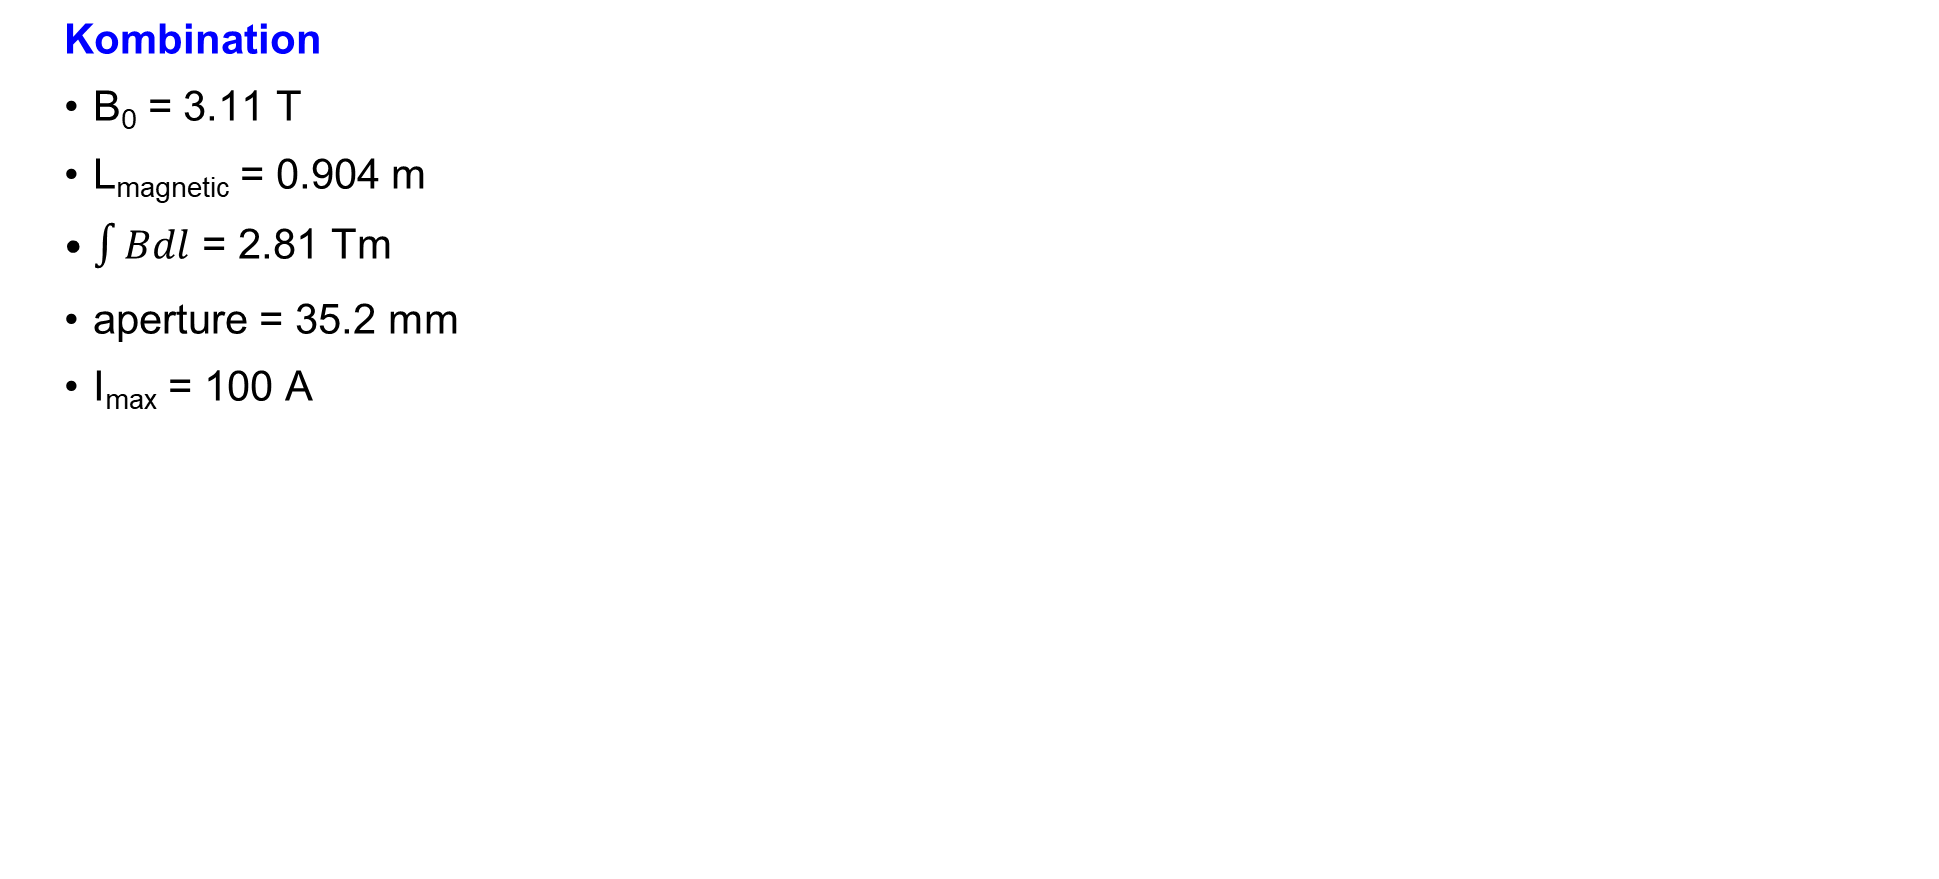 Kombination
• B₀ = 3.11 T
• Lmagnetic = 0.904 m
• ∫ Bdl = 2.81 Tm
• aperture = 35.2 mm
• Imax = 100 A